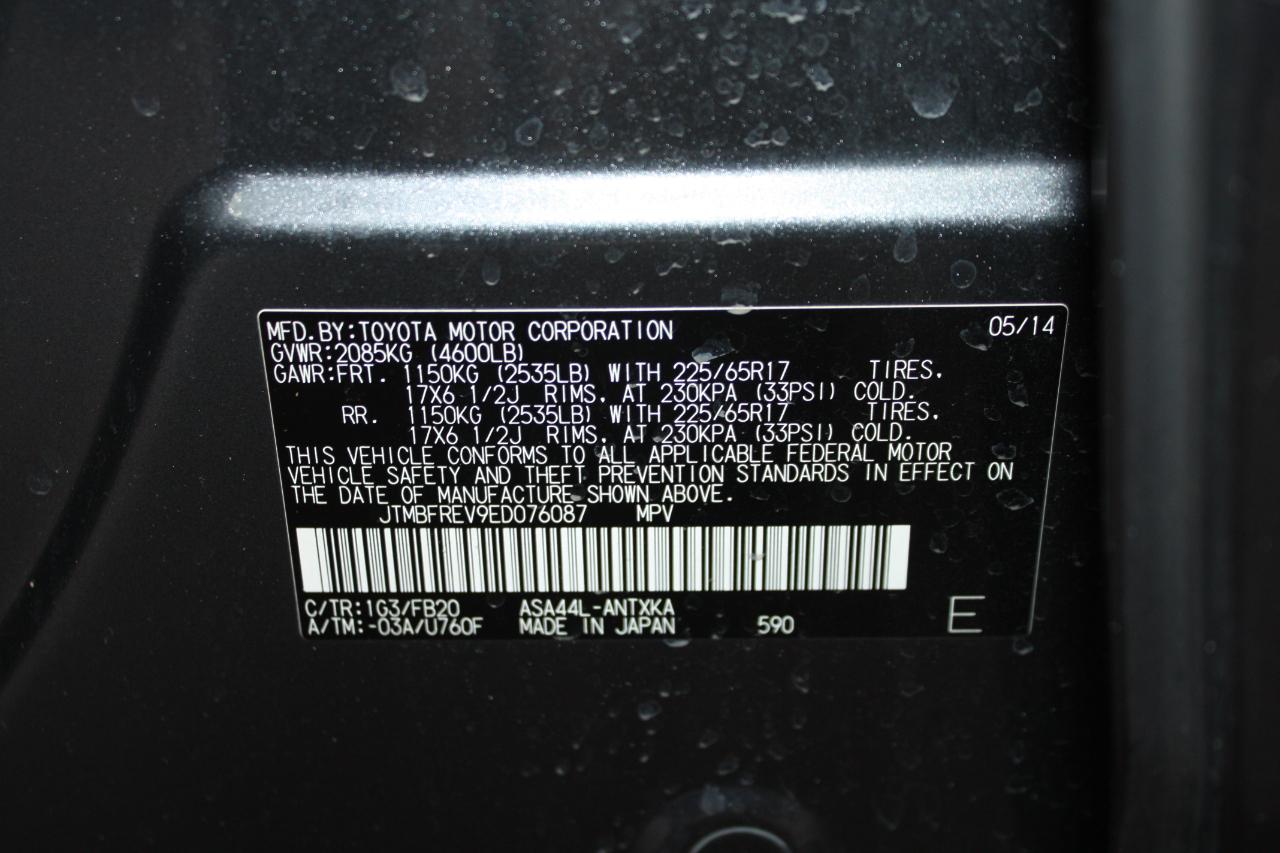 MFD.BY:TOYOTA MOTOR CORPORATION 05/14
GVWR:2085KG (4600LB)
GAWR:FRT. 1150KG (2535LB) WITH 225/65R17 TIRES,
17X6 1/2J RIMS, AT 230KPA (33PSI) COLD.
RR. 1150KG (2535LB) WITH 225/65R17 TIRES,
17X6 1/2J RIMS, AT 230KPA (33PSI) COLD.
THIS VEHICLE CONFORMS TO ALL APPLICABLE FEDERAL MOTOR
VEHICLE SAFETY AND THEFT PREVENTION STANDARDS IN EFFECT ON
THE DATE OF MANUFACTURE SHOWN ABOVE.
JTMBFREV9ED076087 MPV
C/TR:1G3/FB20 ASA44L-ANTXKA
A/TM:-03A/U760F MADE IN JAPAN 590 E